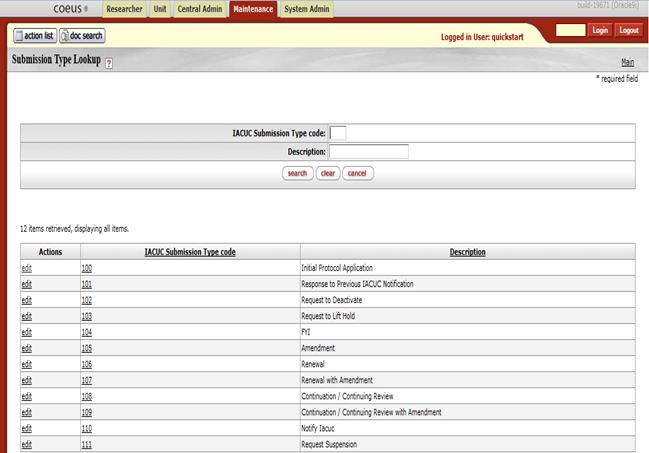 coeus ® Researcher Unit Central Admin Maintenance System Admin build-19671 (Oracle9i)
action list doc search Logged in User: quickstart Login Logout
Submission Type Lookup ? Main
* required field
IACUC Submission Type code:
Description:
search clear cancel
12 items retrieved, displaying all items.
Actions IACUC Submission Type code Description
edit 100 Initial Protocol Application
edit 101 Response to Previous IACUC Notification
edit 102 Request to Deactivate
edit 103 Request to Lift Hold
edit 104 FYI
edit 105 Amendment
edit 106 Renewal
edit 107 Renewal with Amendment
edit 108 Continuation / Continuing Review
edit 109 Continuation / Continuing Review with Amendment
edit 110 Notify Iacuc
edit 111 Request Suspension